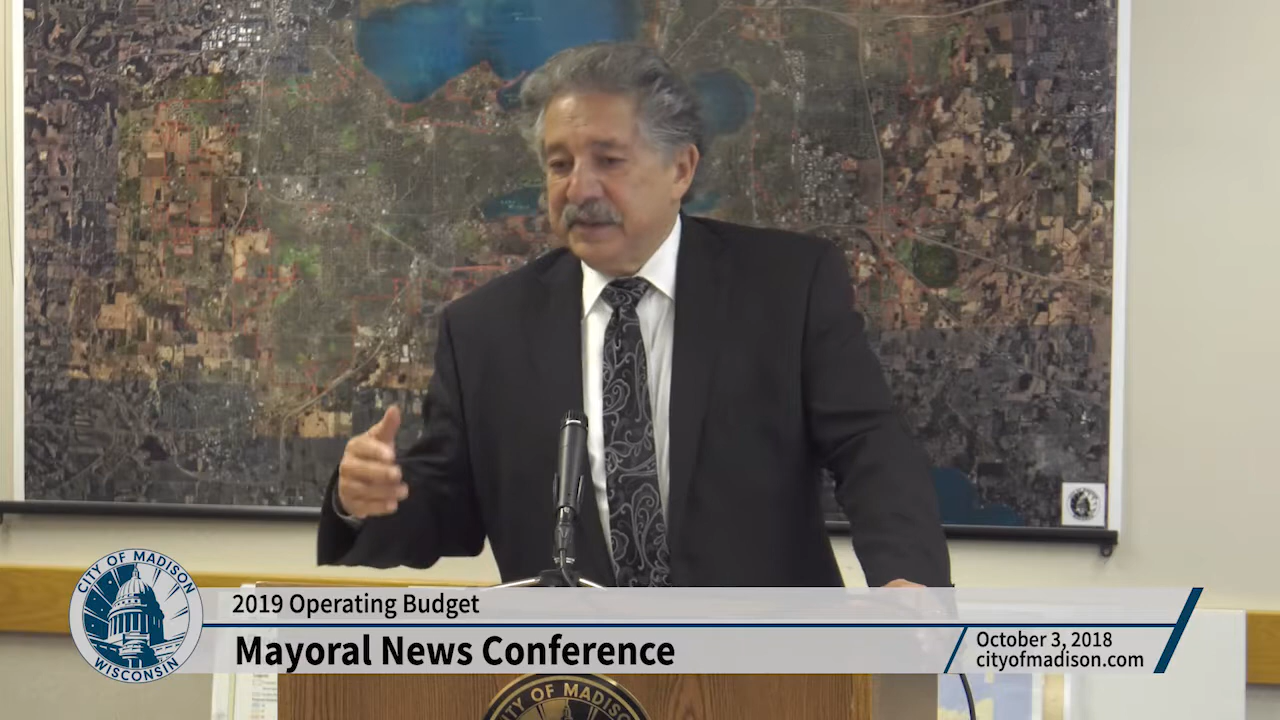 CITY OF MADISON
WISCONSIN
2019 Operating Budget
Mayoral News Conference
October 3, 2018
cityofmadison.com
CITY OF MADISON